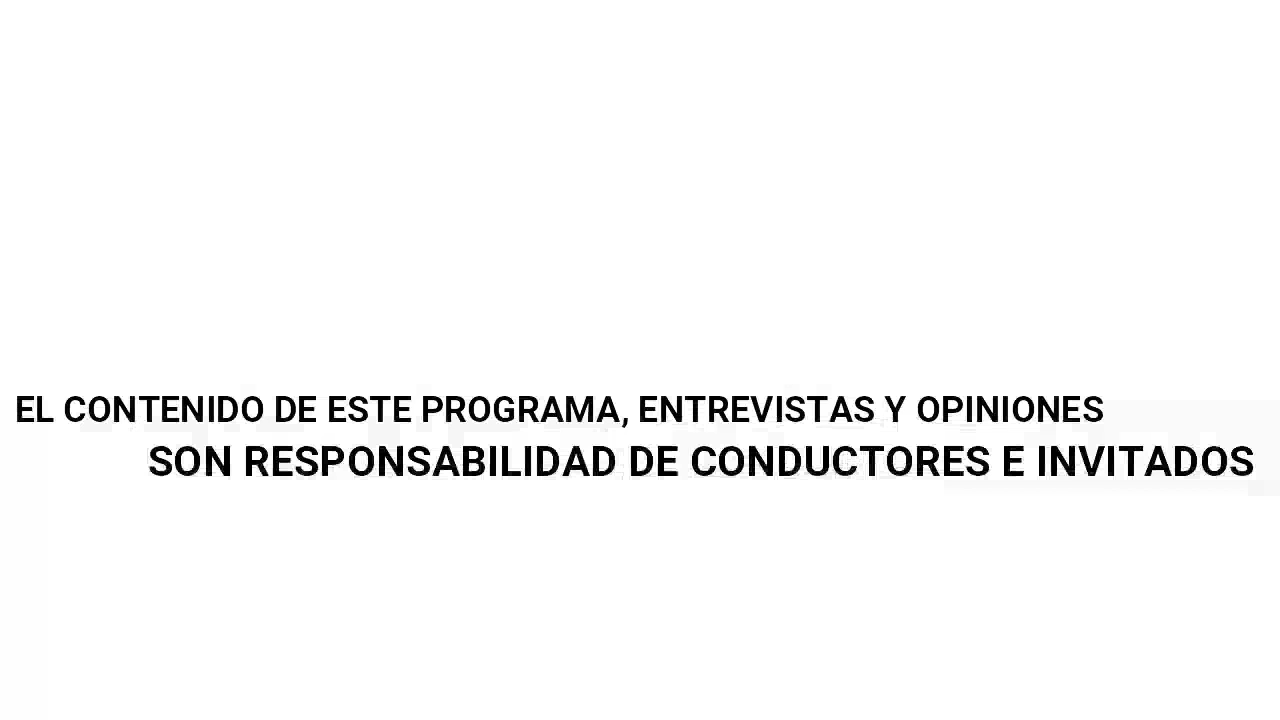 EL CONTENIDO DE ESTE PROGRAMA, ENTREVISTAS Y OPINIONES
SON RESPONSABILIDAD DE CONDUCTORES E INVITADOS